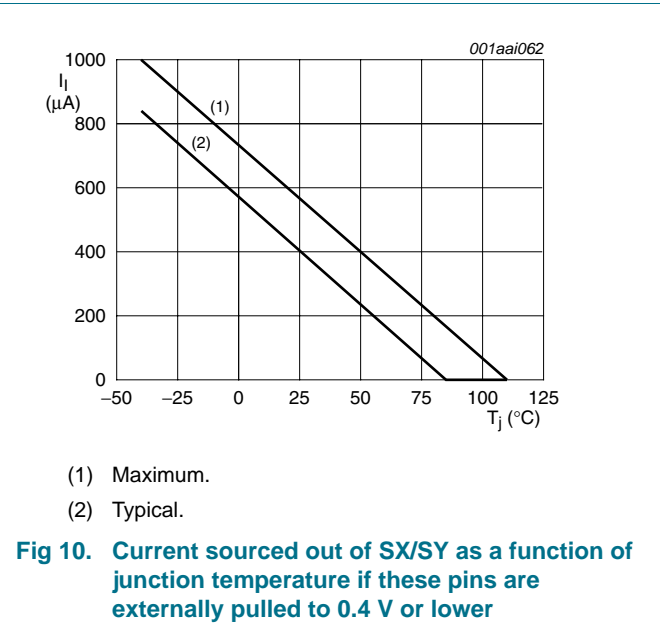 001aai062
1000
I_I
(μA)
800
600
400
200
0
(1)
(2)
−50 −25 0 25 50 75 100 125
T_j (°C)
(1) Maximum.
(2) Typical.
Fig 10. Current sourced out of SX/SY as a function of
junction temperature if these pins are
externally pulled to 0.4 V or lower